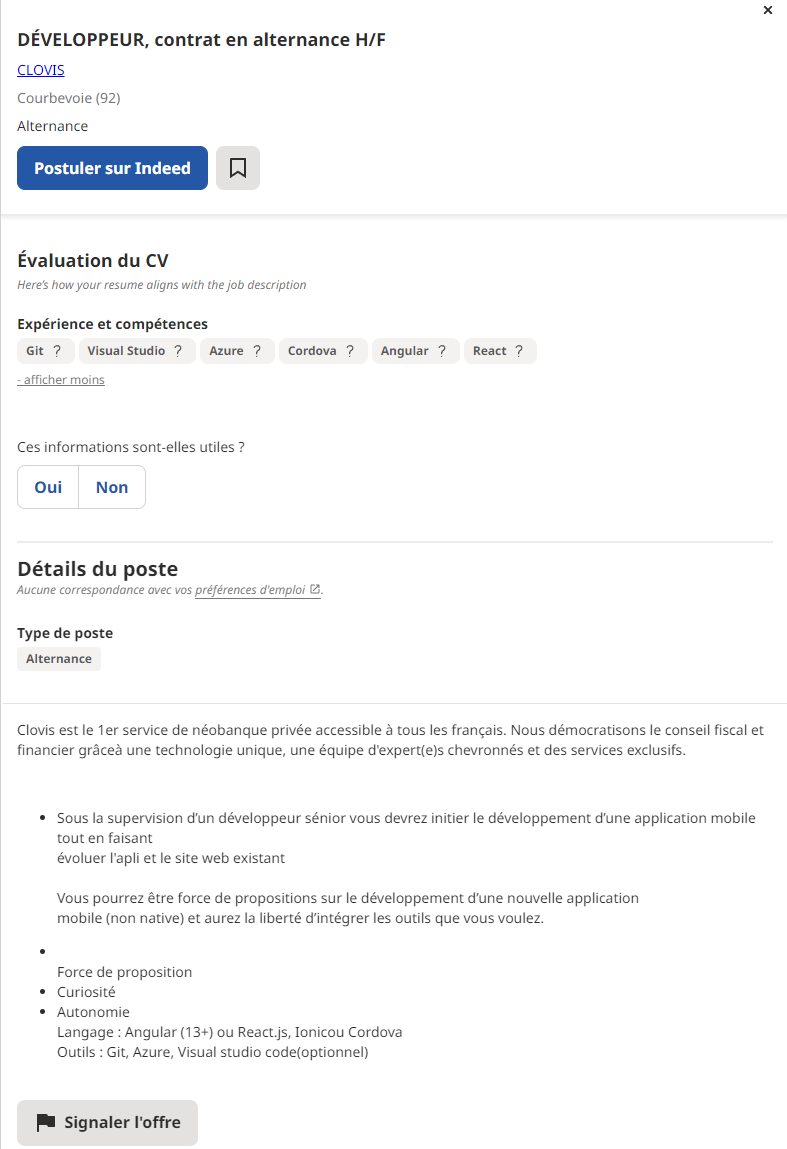 ×
DÉVELOPPEUR, contrat en alternance H/F
CLOVIS
Courbevoie (92)
Alternance
Postuler sur Indeed
Évaluation du CV
Here's how your resume aligns with the job description
Expérience et compétences
Git ? Visual Studio ? Azure ? Cordova ? Angular ? React ?
- afficher moins
Ces informations sont-elles utiles ?
Oui Non
Détails du poste
Aucune correspondance avec vos préférences d'emploi.
Type de poste
Alternance
Clovis est le 1er service de néobanque privée accessible à tous les français. Nous démocratisons le conseil fiscal et
financier grâceà une technologie unique, une équipe d'expert(e)s chevronnés et des services exclusifs.
• Sous la supervision d’un développeur sénior vous devrez initier le développement d’une application mobile
tout en faisant
évoluer l'apli et le site web existant
Vous pourrez être force de propositions sur le développement d’une nouvelle application
mobile (non native) et aurez la liberté d’intégrer les outils que vous voulez.
•
Force de proposition
• Curiosité
• Autonomie
Langage : Angular (13+) ou React.js, Ionicou Cordova
Outils : Git, Azure, Visual studio code(optionnel)
Signaler l'offre